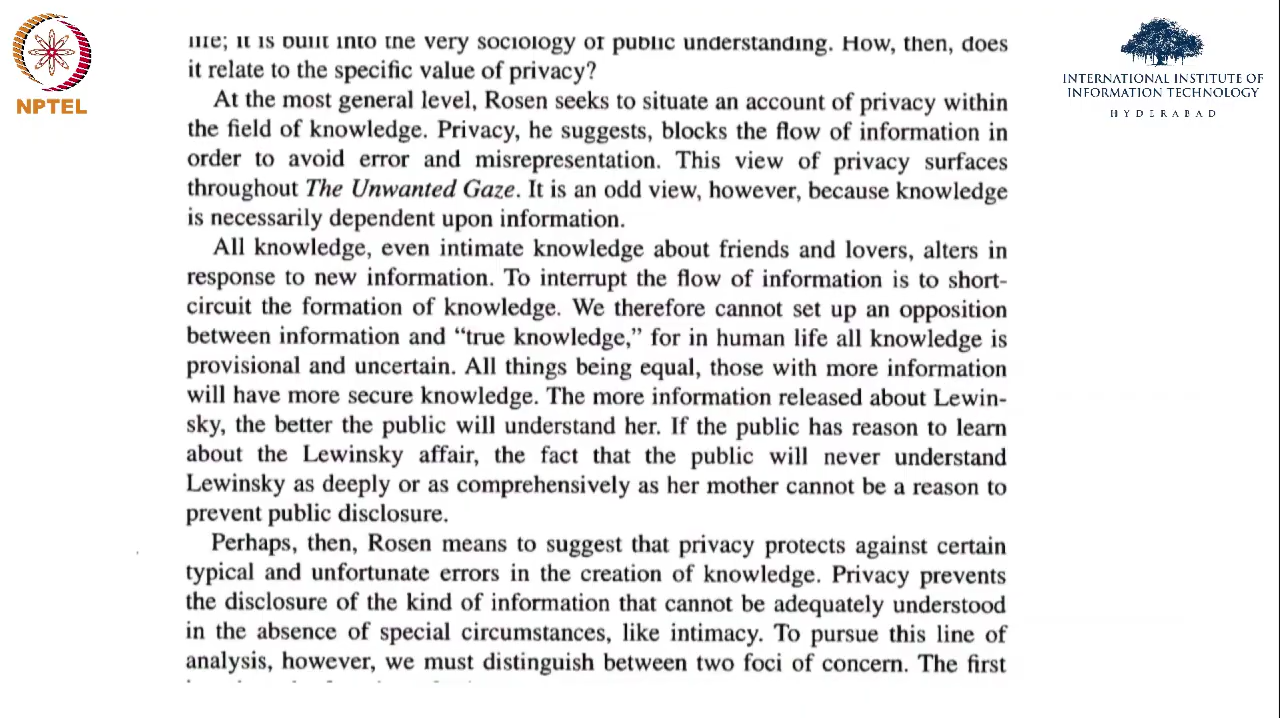 life; it is built into the very sociology of public understanding. How, then, does
it relate to the specific value of privacy?
At the most general level, Rosen seeks to situate an account of privacy within
the field of knowledge. Privacy, he suggests, blocks the flow of information in
order to avoid error and misrepresentation. This view of privacy surfaces
throughout The Unwanted Gaze. It is an odd view, however, because knowledge
is necessarily dependent upon information.
All knowledge, even intimate knowledge about friends and lovers, alters in
response to new information. To interrupt the flow of information is to short-
circuit the formation of knowledge. We therefore cannot set up an opposition
between information and “true knowledge,” for in human life all knowledge is
provisional and uncertain. All things being equal, those with more information
will have more secure knowledge. The more information released about Lewin-
sky, the better the public will understand her. If the public has reason to learn
about the Lewinsky affair, the fact that the public will never understand
Lewinsky as deeply or as comprehensively as her mother cannot be a reason to
prevent public disclosure.
Perhaps, then, Rosen means to suggest that privacy protects against certain
typical and unfortunate errors in the creation of knowledge. Privacy prevents
the disclosure of the kind of information that cannot be adequately understood
in the absence of special circumstances, like intimacy. To pursue this line of
analysis, however, we must distinguish between two foci of concern. The first
NPTEL
INTERNATIONAL INSTITUTE OF
INFORMATION TECHNOLOGY
HYDERABAD